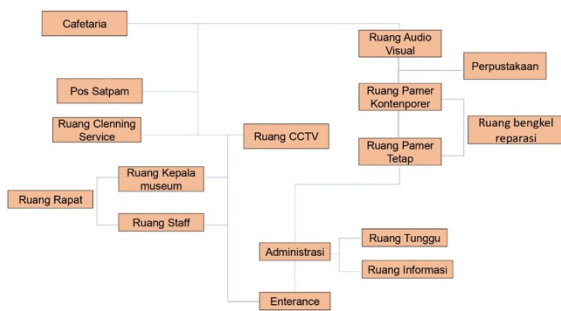 Cafetaria
Ruang Audio
Visual
Perpustakaan
Pos Satpam
Ruang Pamer
Kontenporer
Ruang Clenning
Service
Ruang CCTV
Ruang bengkel
reparasi
Ruang Pamer
Tetap
Ruang Kepala
museum
Ruang Rapat
Ruang Staff
Ruang Tunggu
Administrasi
Ruang Informasi
Enterance